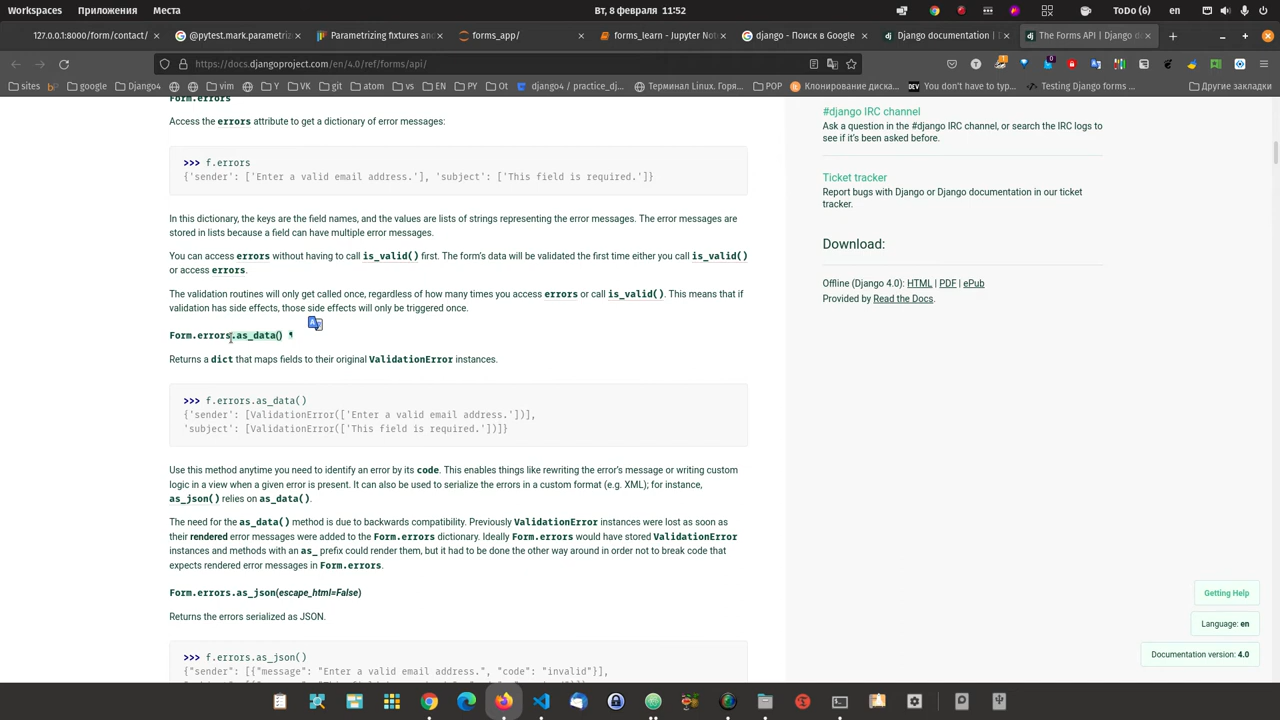 Workspaces Приложения Места Вт, 8 февраля 11:52 ToDo (6) en
127.0.0.1:8000/form/contact/ @pytest.mark.parametriz Parametrizing fixtures and forms_app/ forms_learn - Jupyter Not django - Поиск в Google Django documentation | The Forms API | Django do
https://docs.djangoproject.com/en/4.0/ref/forms/api/
sites google Django4 vim Y VK git atom vs EN PY Ot django4 / practice_dj... Терминал Linux. Горя... POP Клонирование диска... You don't have to typ... Testing Django forms ... Другие закладки
Form.errors
Access the errors attribute to get a dictionary of error messages:
>>> f.errors
{'sender': ['Enter a valid email address.'], 'subject': ['This field is required.']}
In this dictionary, the keys are the field names, and the values are lists of strings representing the error messages. The error messages are
stored in lists because a field can have multiple error messages.
You can access errors without having to call is_valid() first. The form's data will be validated the first time either you call is_valid()
or access errors.
The validation routines will only get called once, regardless of how many times you access errors or call is_valid(). This means that if
validation has side effects, those side effects will only be triggered once.
Form.errors.as_data() ¶
Returns a dict that maps fields to their original ValidationError instances.
>>> f.errors.as_data()
{'sender': [ValidationError(['Enter a valid email address.'])],
'subject': [ValidationError(['This field is required.'])]}
Use this method anytime you need to identify an error by its code. This enables things like rewriting the error's message or writing custom
logic in a view when a given error is present. It can also be used to serialize the errors in a custom format (e.g. XML); for instance,
as_json() relies on as_data().
The need for the as_data() method is due to backwards compatibility. Previously ValidationError instances were lost as soon as
their rendered error messages were added to the Form.errors dictionary. Ideally Form.errors would have stored ValidationError
instances and methods with an as_ prefix could render them, but it had to be done the other way around in order not to break code that
expects rendered error messages in Form.errors.
Form.errors.as_json(escape_html=False)
Returns the errors serialized as JSON.
>>> f.errors.as_json()
{"sender": [{"message": "Enter a valid email address.", "code": "invalid"}],
#django IRC channel
Ask a question in the #django IRC channel, or search the IRC logs to
see if it's been asked before.
Ticket tracker
Report bugs with Django or Django documentation in our ticket
tracker.
Download:
Offline (Django 4.0): HTML | PDF | ePub
Provided by Read the Docs.
Getting Help
Language: en
Documentation version: 4.0